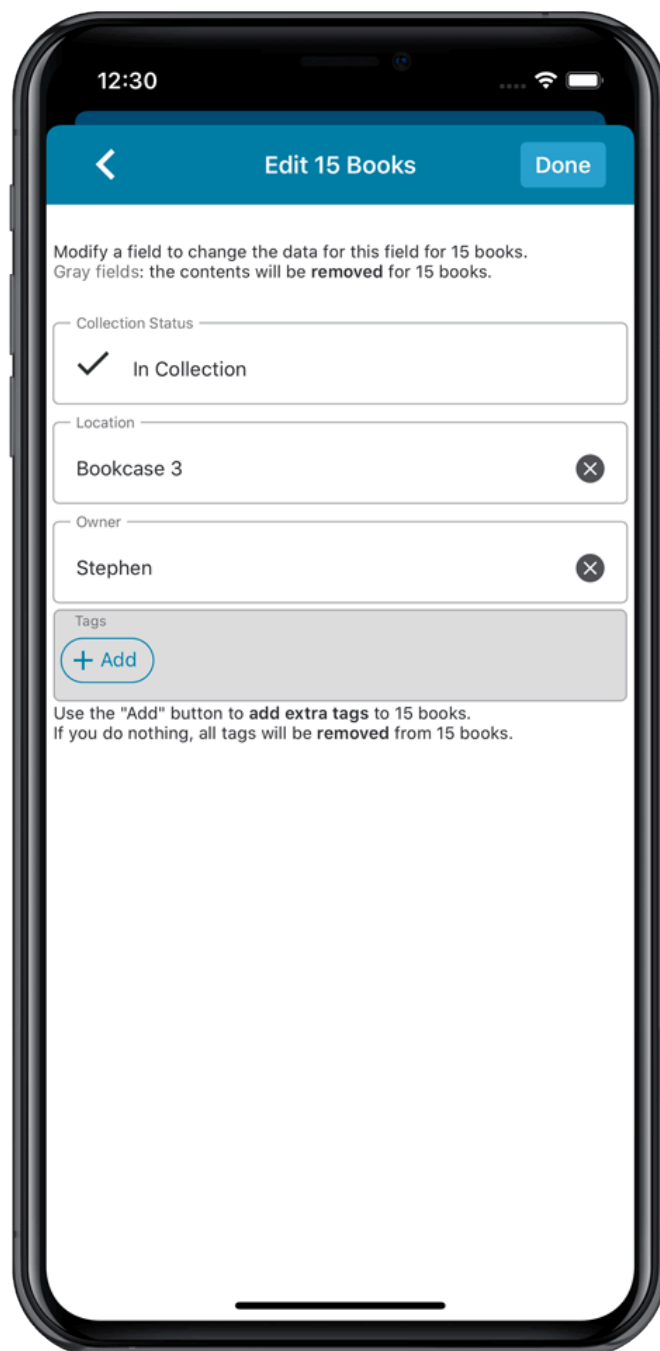 12:30
Edit 15 Books
Done
Modify a field to change the data for this field for 15 books.
Gray fields: the contents will be removed for 15 books.
Collection Status
In Collection
Location
Bookcase 3
Owner
Stephen
Tags
+ Add
Use the "Add" button to add extra tags to 15 books.
If you do nothing, all tags will be removed from 15 books.